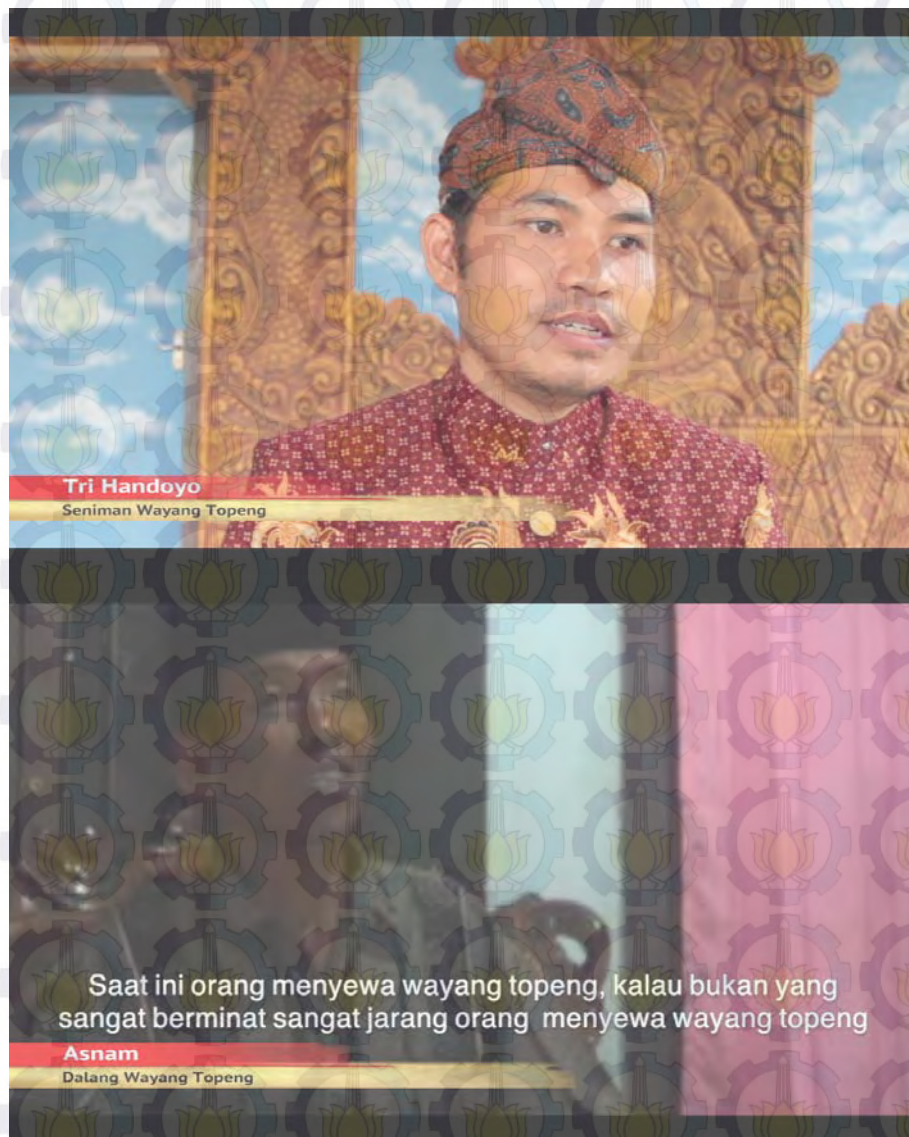 Tri Handoyo
Seniman Wayang Topeng
Saat ini orang menyewa wayang topeng, kalau bukan yang
sangat berminat sangat jarang orang menyewa wayang topeng
Asnam
Dalang Wayang Topeng